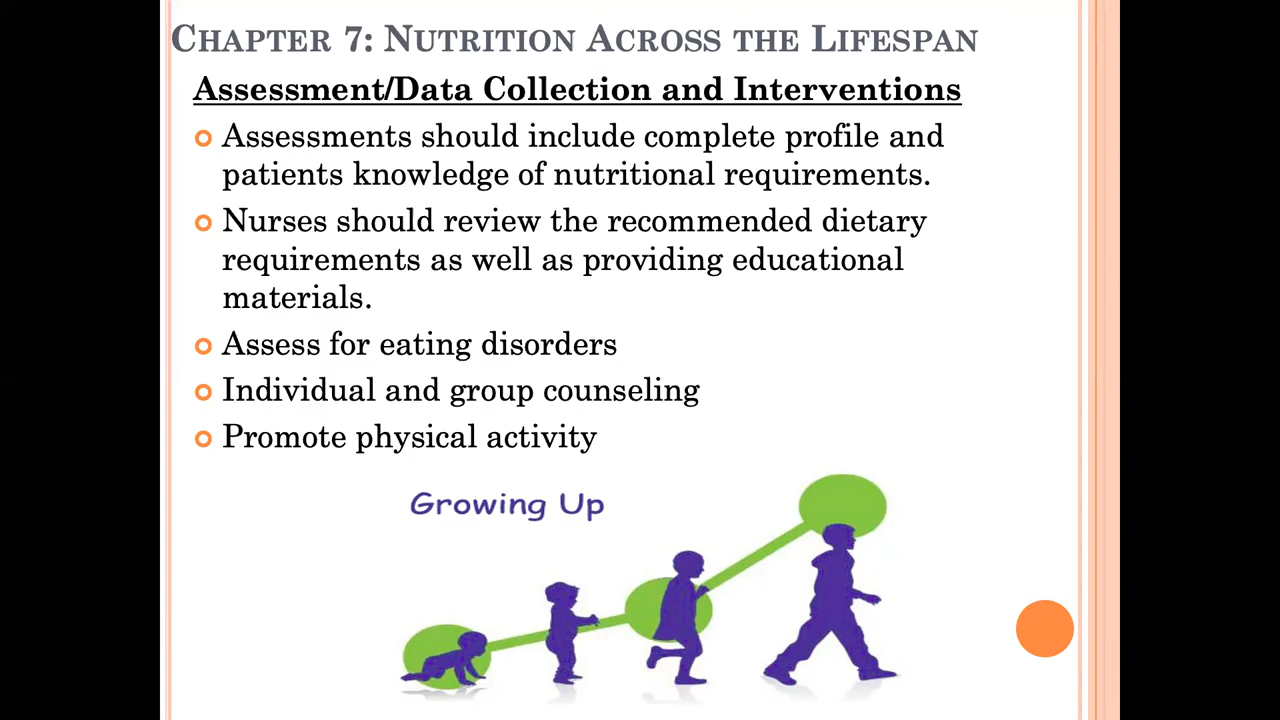 CHAPTER 7: NUTRITION ACROSS THE LIFESPAN
Assessment/Data Collection and Interventions
Assessments should include complete profile and
patients knowledge of nutritional requirements.
Nurses should review the recommended dietary
requirements as well as providing educational
materials.
Assess for eating disorders
Individual and group counseling
Promote physical activity
Growing Up